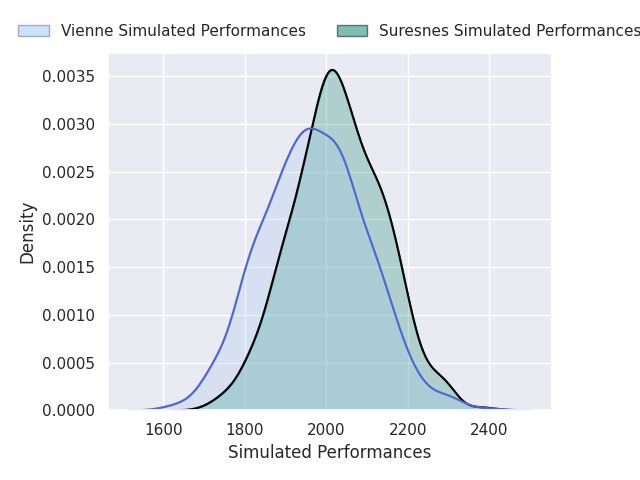 Vienne Simulated Performances
Suresnes Simulated Performances
0.0035
0.0030
0.0025
0.0020
0.0015
0.0010
0.0005
0.0000
Density
1600 1800 2000 2200 2400
Simulated Performances